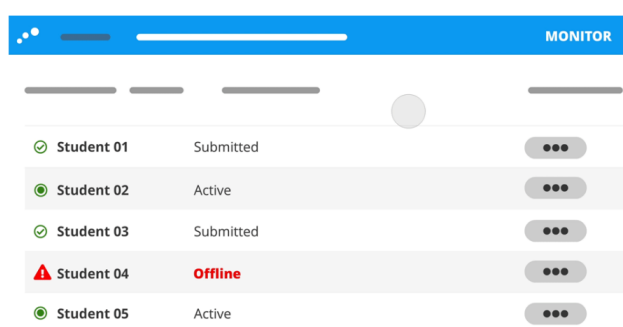 MONITOR
Student 01 Submitted
Student 02 Active
Student 03 Submitted
Student 04 Offline
Student 05 Active